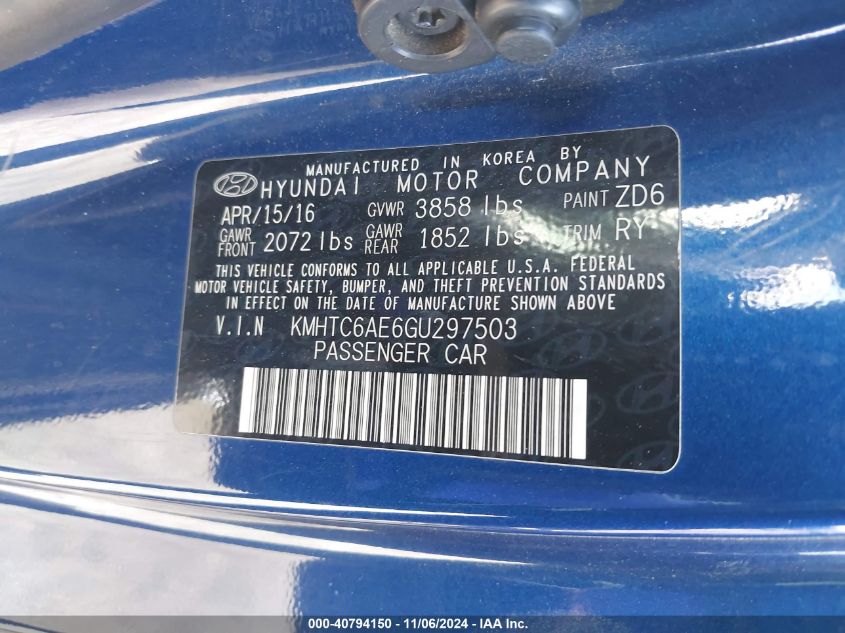 MANUFACTURED IN KOREA BY
HYUNDAI MOTOR COMPANY
APR/15/16 GVWR 3858 lbs PAINT ZD6
GAWR FRONT 2072 lbs GAWR REAR 1852 lbs TRIM RY
THIS VEHICLE CONFORMS TO ALL APPLICABLE U.S.A. FEDERAL
MOTOR VEHICLE SAFETY, BUMPER, AND THEFT PREVENTION STANDARDS
IN EFFECT ON THE DATE OF MANUFACTURE SHOWN ABOVE
V.I.N KMHTC6AE6GU297503
PASSENGER CAR
000-40794150 - 11/06/2024 - IAA Inc.